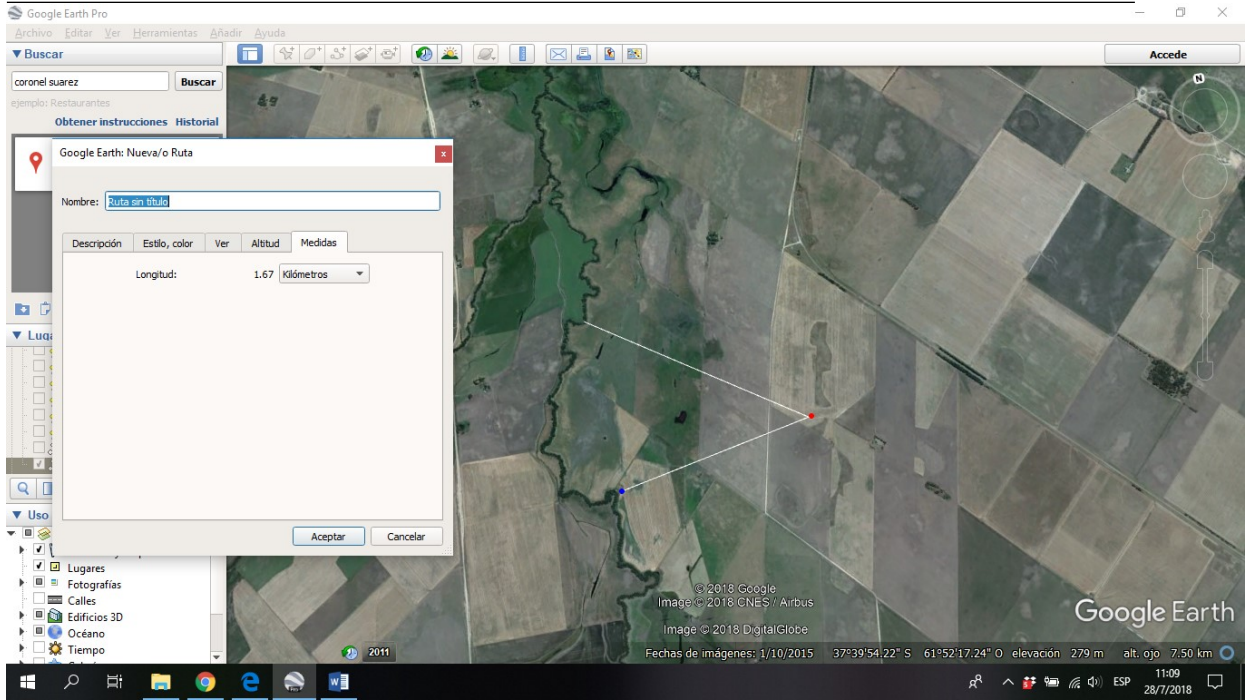 Google Earth Pro
Archivo Editar Ver Herramientas Añadir Ayuda
▼ Buscar
Accede
coronel suarez
Buscar
ejemplo: Restaurantes
Obtener instrucciones Historial
N
Google Earth: Nueva/o Ruta
x
Nombre: Ruta sin título
Descripción Estilo, color Ver Altitud Medidas
Longitud: 1.67 Kilómetros
▼ Luga
Aceptar Cancelar
▼ Uso
Lugares
Fotografías
Calles
Edificios 3D
Océano
Tiempo
2011
© 2018 Google
Image © 2018 CNES / Airbus
Image © 2018 DigitalGlobe
Google Earth
Fechas de imágenes: 1/10/2015 37°39'54.22" S 61°52'17.24" O elevación 279 m alt. ojo 7.50 km
ESP
11:09
28/7/2018